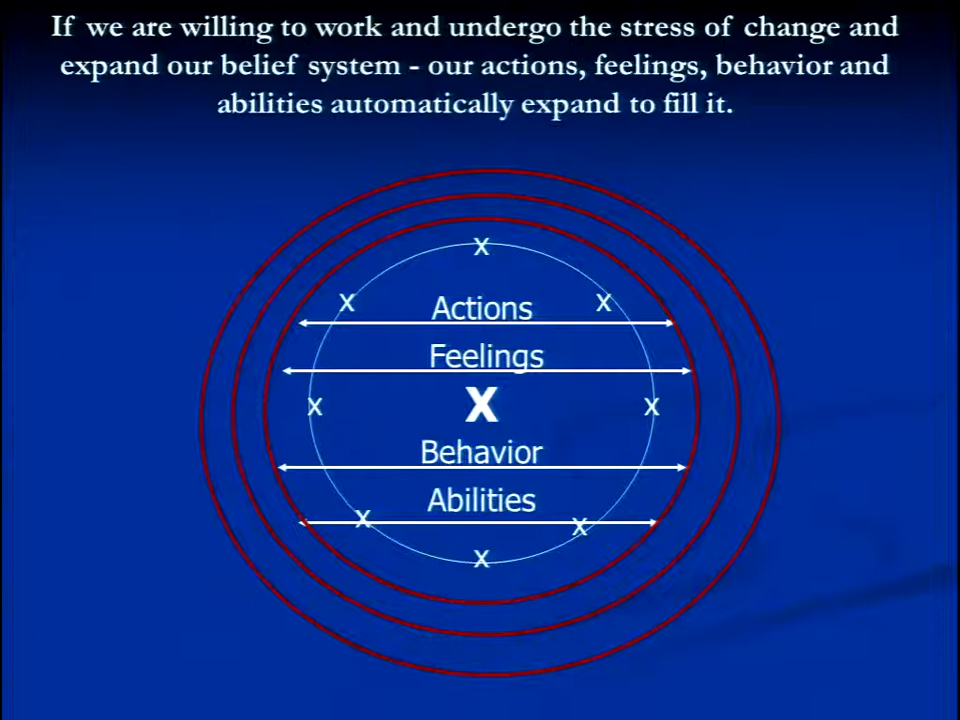 If we are willing to work and undergo the stress of change and
expand our belief system - our actions, feelings, behavior and
abilities automatically expand to fill it.
x
x x
Actions
Feelings
x X x
Behavior
Abilities
x x
x